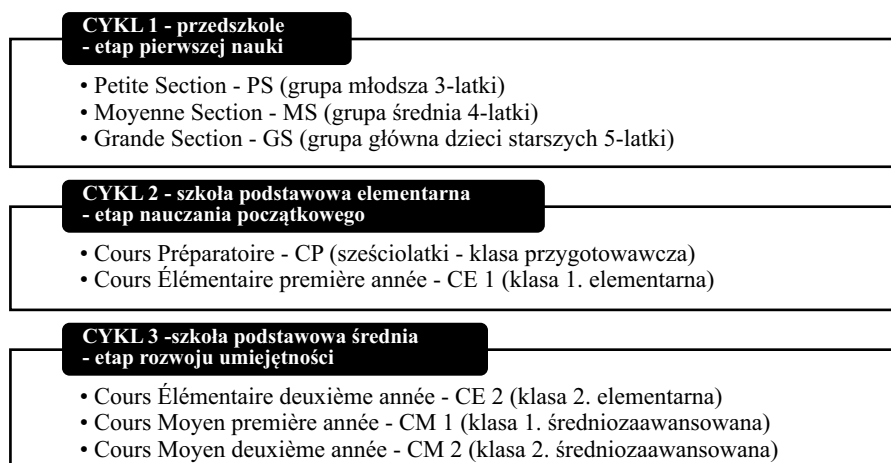 CYKL 1 - przedszkole
- etap pierwszej nauki
• Petite Section - PS (grupa młodsza 3-latki)
• Moyenne Section - MS (grupa średnia 4-latki)
• Grande Section - GS (grupa główna dzieci starszych 5-latki)
CYKL 2 - szkoła podstawowa elementarna
- etap nauczania początkowego
• Cours Préparatoire - CP (sześciolatki - klasa przygotowawcza)
• Cours Élémentaire première année - CE 1 (klasa 1. elementarna)
CYKL 3 -szkoła podstawowa średnia
- etap rozwoju umiejętności
• Cours Élémentaire deuxième année - CE 2 (klasa 2. elementarna)
• Cours Moyen première année - CM 1 (klasa 1. średniozaawansowana)
• Cours Moyen deuxième année - CM 2 (klasa 2. średniozaawansowana)